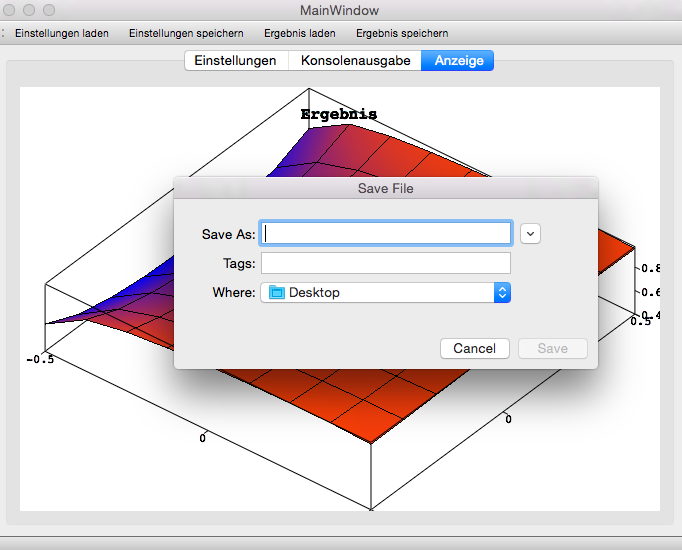 MainWindow
Einstellungen laden Einstellungen speichern Ergebnis laden Ergebnis speichern
Einstellungen Konsolenausgabe Anzeige
Ergebnis
Save File
Save As:
Tags:
Where: Desktop
Cancel Save
0.8
0.6
0.4
0.5
-0.5
0
0